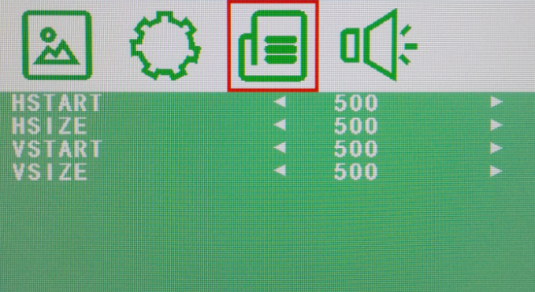 HSTART ◄ 500 ►
HSIZE ◄ 500 ►
VSTART ◄ 500 ►
VSIZE ◄ 500 ►